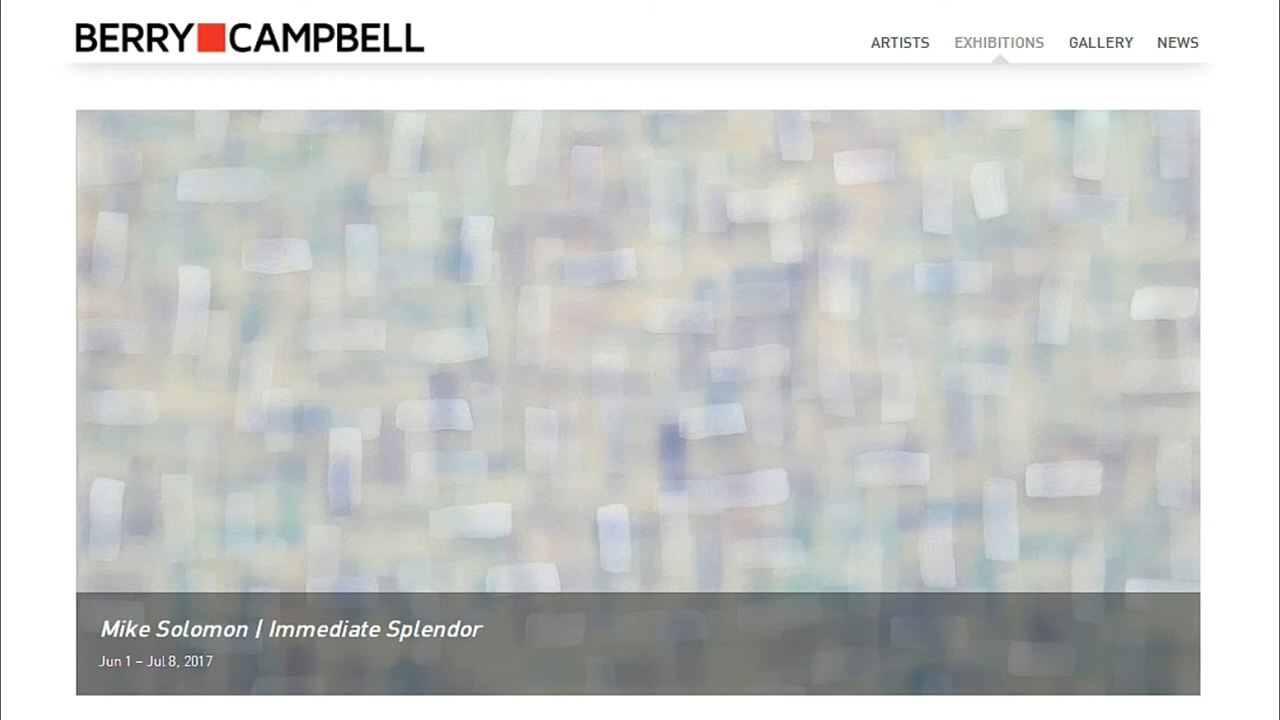 BERRY CAMPBELL
ARTISTS EXHIBITIONS GALLERY NEWS
Mike Solomon | Immediate Splendor
Jun 1 – Jul 8, 2017